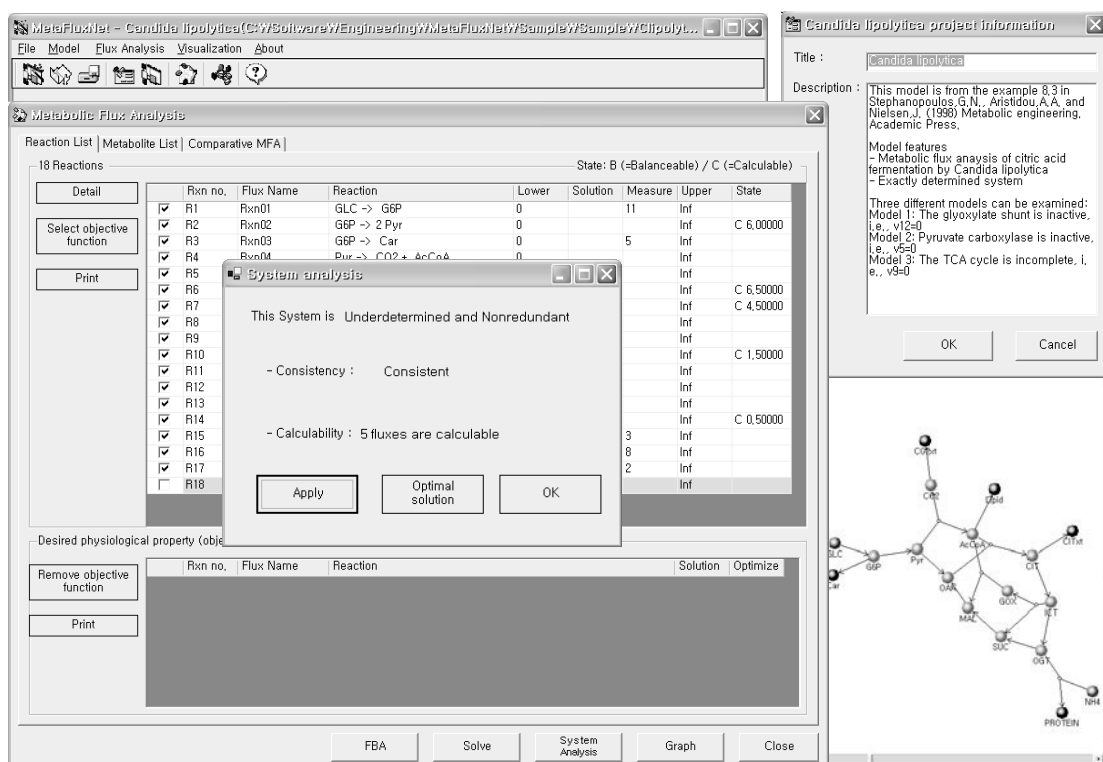 MetaFluxNet - Candida lipolytica(C:₩Software₩Engineering₩MetaFluxNet₩Sample₩Sample₩Clipolyt...
File Model Flux Analysis Visualization About
Candida lipolytica project information
Title : Candida lipolytica
Description : This model is from the example 8,3 in
Stephanopoulos,G,N,, Aristidou,A,A, and
Nielsen,J, (1998) Metabolic engineering,
Academic Press,
Model features
- Metabolic flux anaysis of citric acid
fermentation by Candida lipolytica
- Exactly determined system
Three different models can be examined:
Model 1: The glyoxylate shunt is inactive,
i,e,, v12=0
Model 2: Pyruvate carboxylase is inactive,
i,e,, v5=0
Model 3: The TCA cycle is incomplete, i,
e,, v9=0
OK Cancel
Metabolic Flux Analysis
Reaction List Metabolite List Comparative MFA
18 Reactions State: B (=Balanceable) / C (=Calculable)
Detail
Select objective
function
Print
Rxn no, Flux Name Reaction Lower Solution Measure Upper State
R1 Rxn01 GLC -> G6P 0 11 Inf
R2 Rxn02 G6P -> 2 Pyr 0 Inf C 6,00000
R3 Rxn03 G6P -> Car 0 5 Inf
R4 Rxn04 Pyr -> CO2 + AcCoA 0 Inf
R5 Inf
R6 Inf C 6,50000
R7 Inf C 4,50000
R8 Inf
R9 Inf
R10 Inf C 1,50000
R11 Inf
R12 Inf
R13 Inf
R14 Inf C 0,50000
R15 3 Inf
R16 8 Inf
R17 2 Inf
R18 Inf
System analysis
This System is Underdetermined and Nonredundant
- Consistency : Consistent
- Calculability : 5 fluxes are calculable
Apply
Optimal
solution
OK
Desired physiological property (obje
Remove objective
function
Print
Rxn no, Flux Name Reaction Solution Optimize
FBA Solve System
Analysis Graph Close
CO2
AcCoA
CIT
GLC
G6P
Pyr
Car
GOX
MAL
ICT
SUC
OGT
NH4
PROTEIN